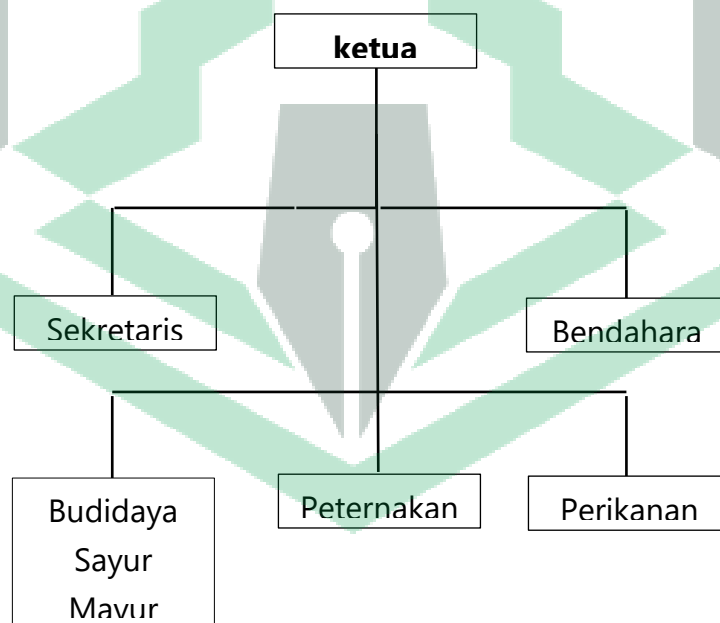 ketua
Sekretaris
Bendahara
Budidaya
Sayur
Mayur
Peternakan
Perikanan